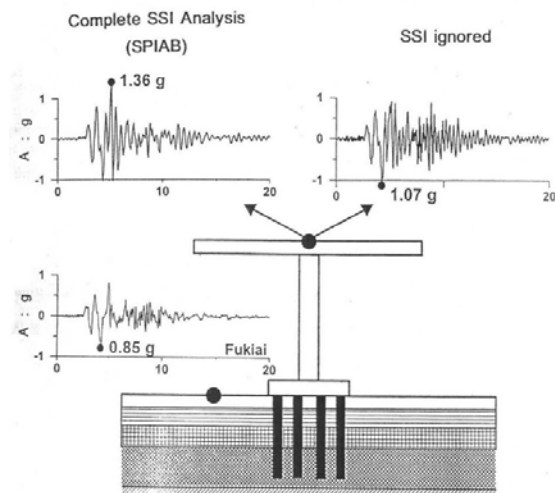 Complete SSI Analysis
(SPIAB)
SSI ignored
1.36 g
1
0
-1
A : g
0
10
20
1
0
-1
0
10
20
1.07 g
1
0
-1
A : g
0.85 g
Fukiai
0
10
20